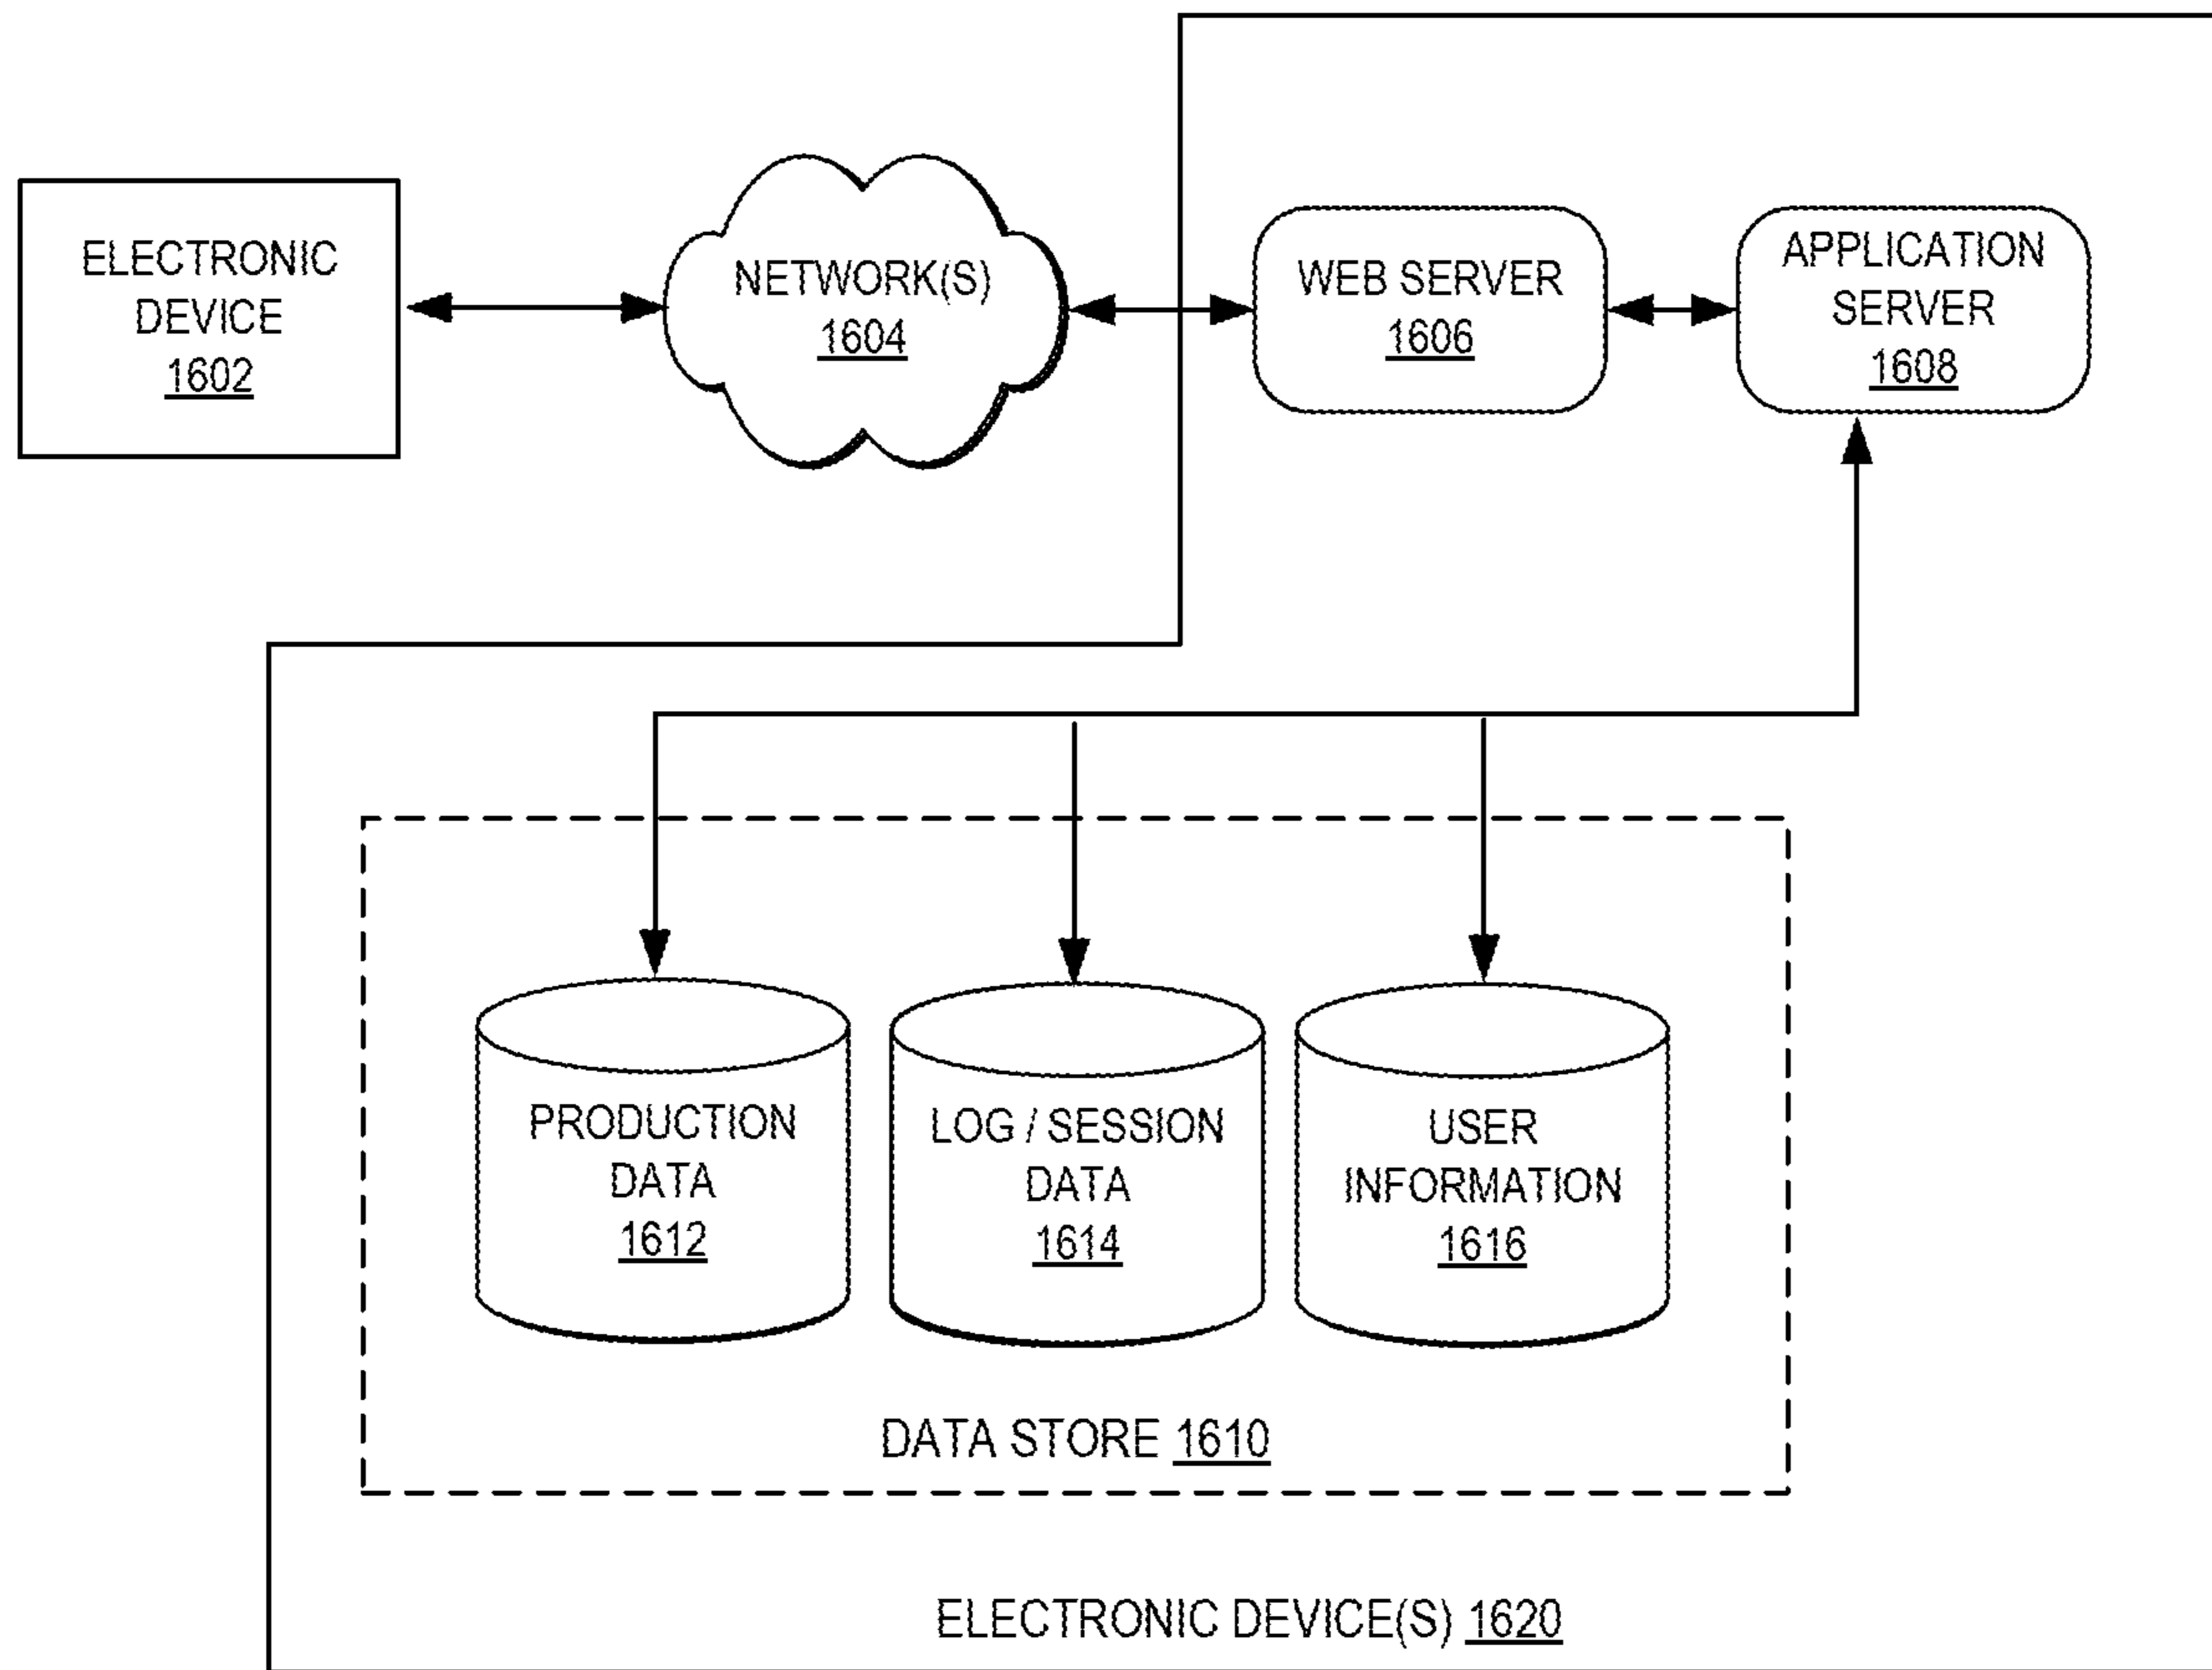 ELECTRONIC
DEVICE
1602
NETWORK(S)
1604
WEB SERVER
1606
APPLICATION
SERVER
1608
PRODUCTION
DATA
1612
LOG / SESSION
DATA
1614
USER
INFORMATION
1616
DATA STORE 1610
ELECTRONIC DEVICE(S) 1620